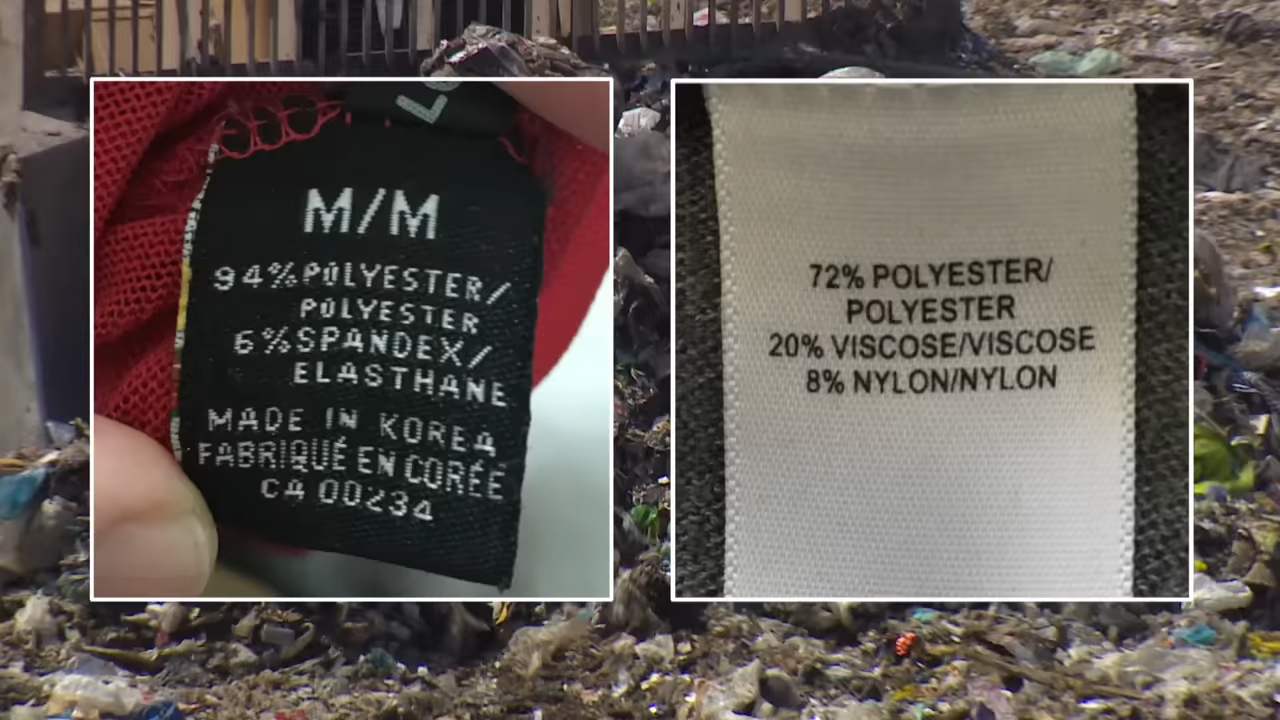 M/M
94% POLYESTER/
POLYESTER
6% SPANDEX/
ELASTHANE
MADE IN KOREA
FABRIQUÉ EN CORÉE
CA 00234
72% POLYESTER/
POLYESTER
20% VISCOSE/VISCOSE
8% NYLON/NYLON